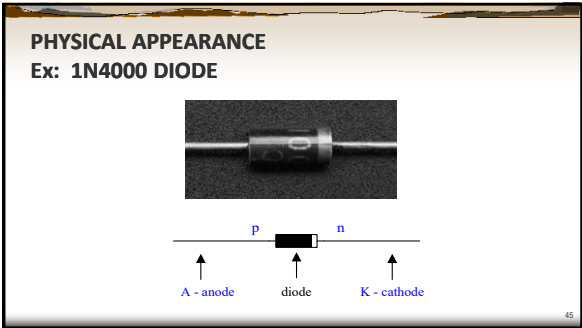 PHYSICAL APPEARANCE
Ex: 1N4000 DIODE
p n
A - anode diode K - cathode
45